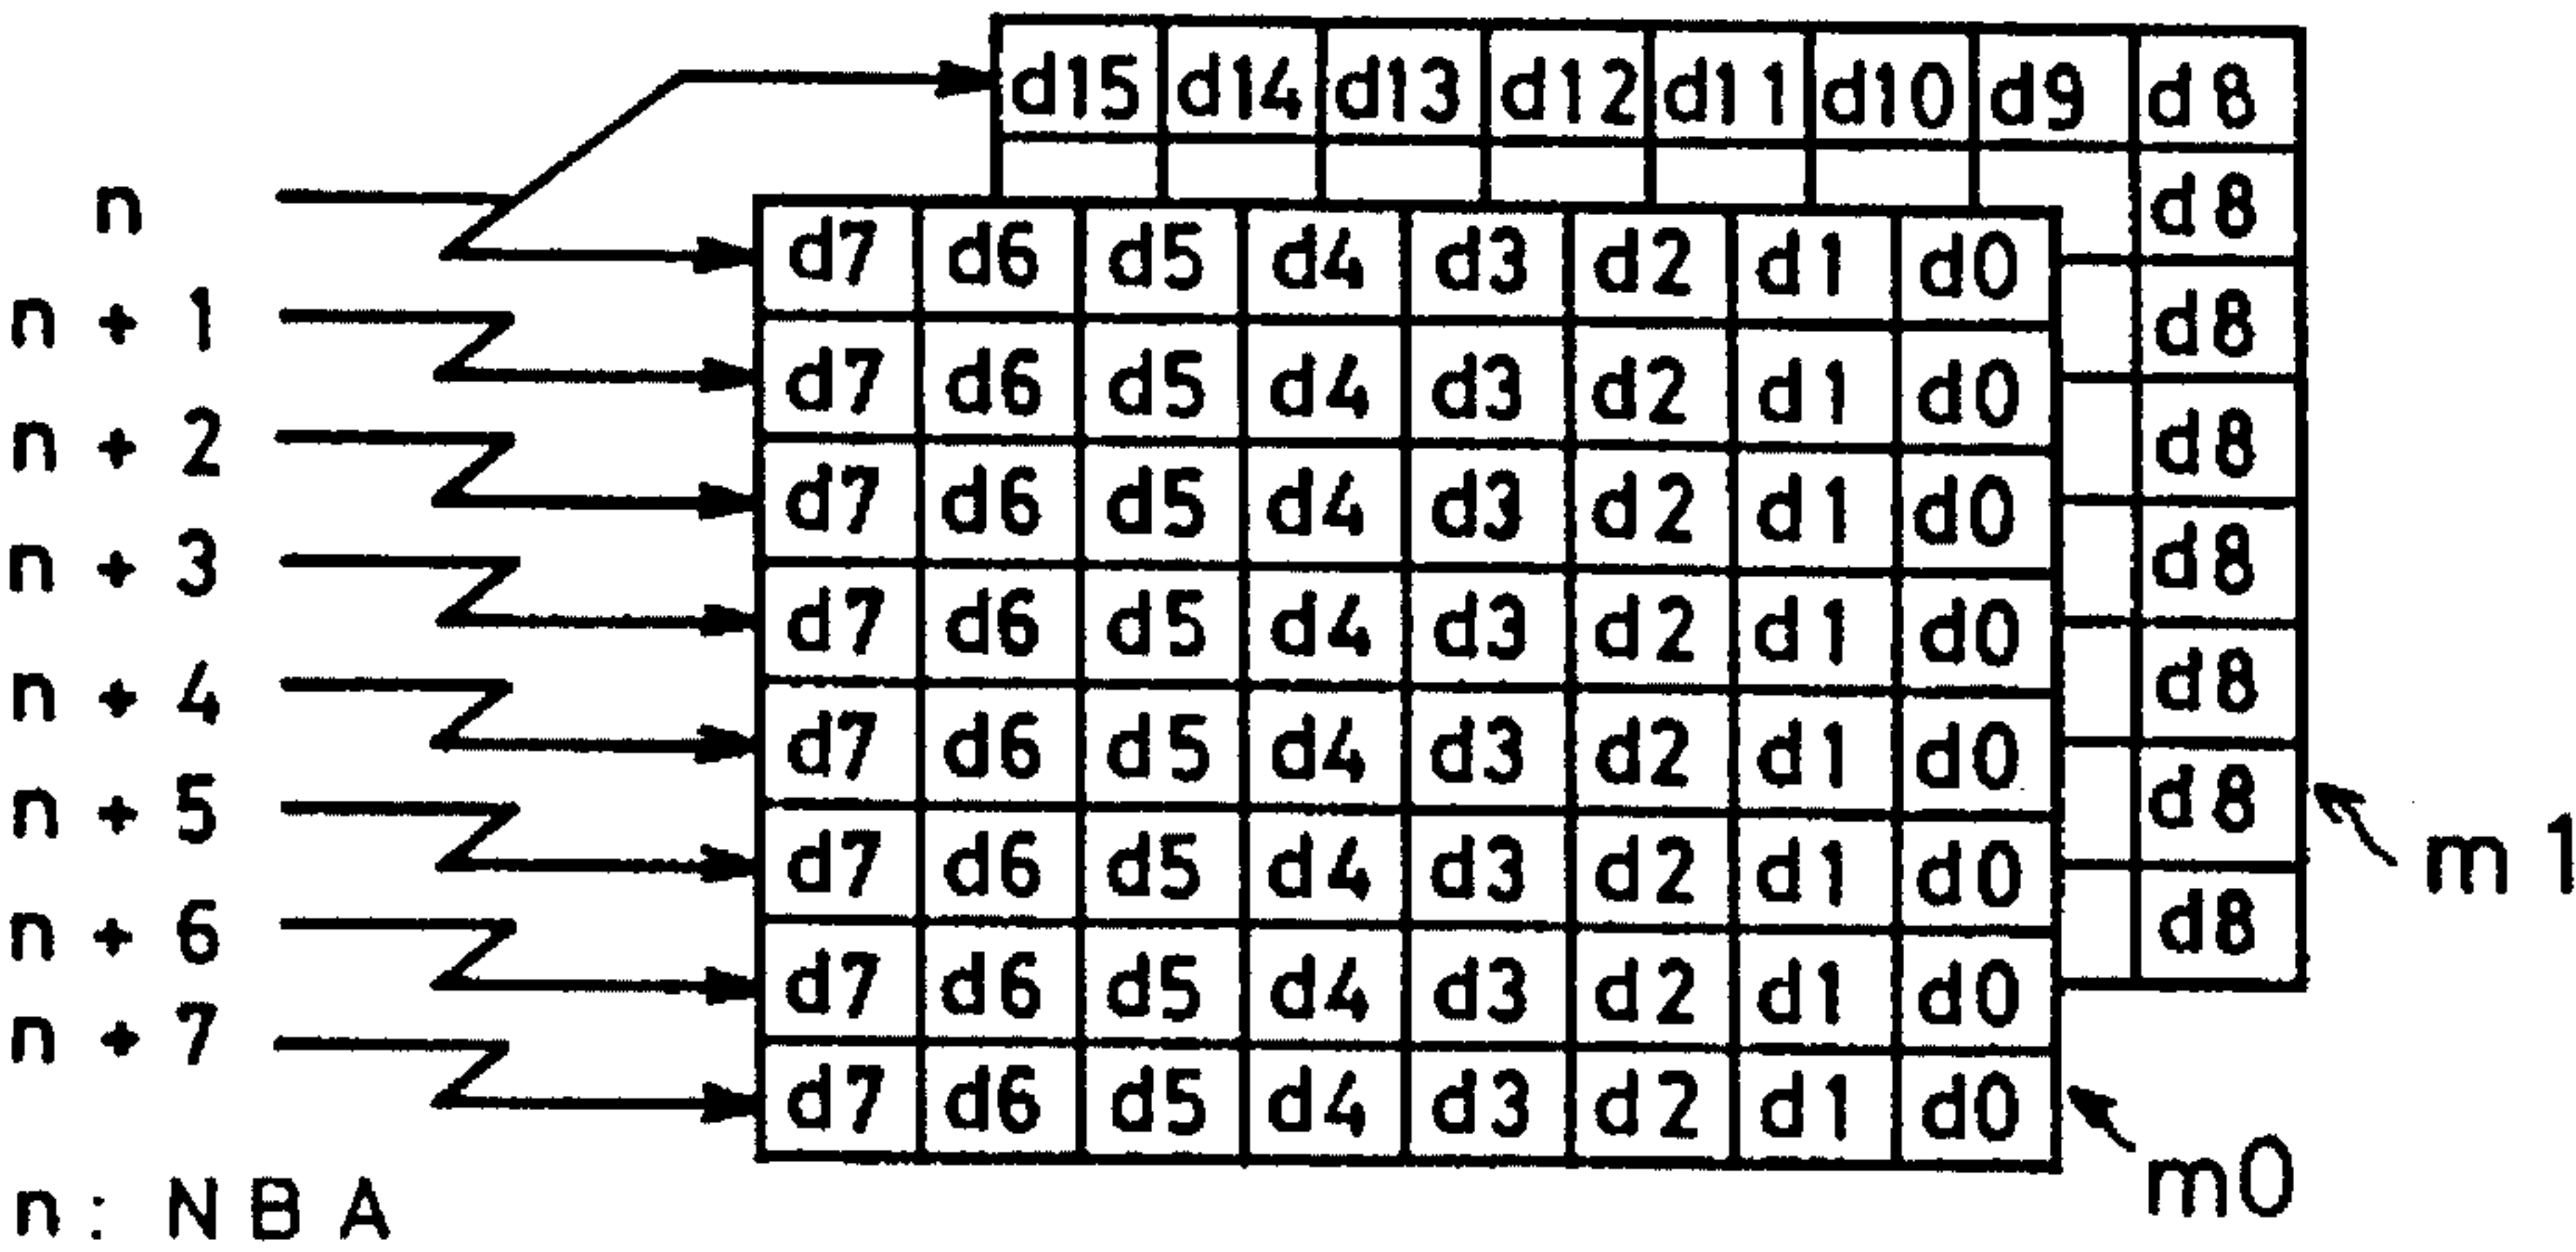 d15 d14 d13 d12 d11 d10 d9 d8
n
d8
d7 d6 d5 d4 d3 d2 d1 d0
n + 1
d8
d7 d6 d5 d4 d3 d2 d1 d0
n + 2
d8
d7 d6 d5 d4 d3 d2 d1 d0
n + 3
d8
d7 d6 d5 d4 d3 d2 d1 d0
n + 4
d8
d7 d6 d5 d4 d3 d2 d1 d0
n + 5
d8
d7 d6 d5 d4 d3 d2 d1 d0
m1
n + 6
d8
d7 d6 d5 d4 d3 d2 d1 d0
n + 7
d7 d6 d5 d4 d3 d2 d1 d0
m0
n: NBA